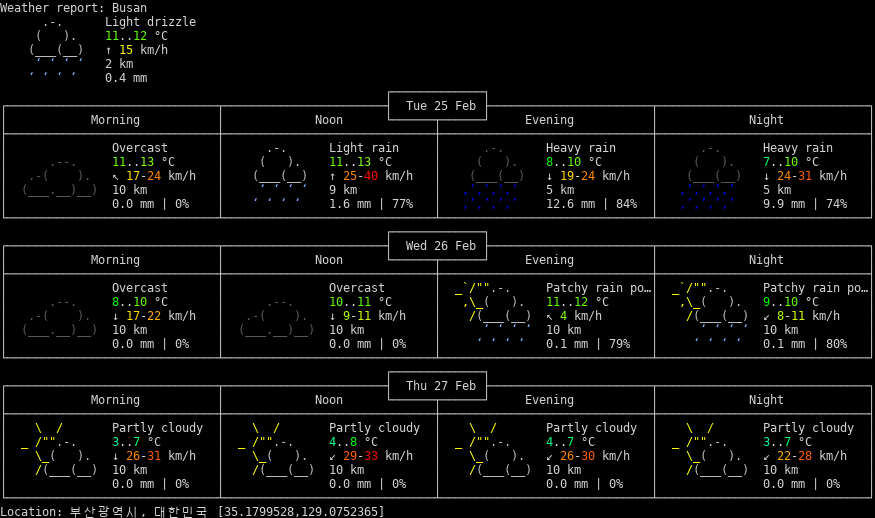 Weather report: Busan
Light drizzle
11..12 °C
↑ 15 km/h
2 km
0.4 mm
Tue 25 Feb
Morning Noon Evening Night
Overcast Light rain Heavy rain Heavy rain
11..13 °C 11..13 °C 8..10 °C 7..10 °C
↖ 17-24 km/h ↑ 25-40 km/h ↓ 19-24 km/h ↓ 24-31 km/h
10 km 9 km 5 km 5 km
0.0 mm | 0% 1.6 mm | 77% 12.6 mm | 84% 9.9 mm | 74%
Wed 26 Feb
Morning Noon Evening Night
Overcast Overcast Patchy rain po… Patchy rain po…
8..10 °C 10..11 °C 11..12 °C 9..10 °C
↓ 17-22 km/h ↓ 9-11 km/h ↖ 4 km/h ↙ 8-11 km/h
10 km 10 km 10 km 10 km
0.0 mm | 0% 0.0 mm | 0% 0.1 mm | 79% 0.1 mm | 80%
Thu 27 Feb
Morning Noon Evening Night
Partly cloudy Partly cloudy Partly cloudy Partly cloudy
3..7 °C 4..8 °C 4..7 °C 3..7 °C
↓ 26-31 km/h ↙ 29-33 km/h ↙ 26-30 km/h ↙ 22-28 km/h
10 km 10 km 10 km 10 km
0.0 mm | 0% 0.0 mm | 0% 0.0 mm | 0% 0.0 mm | 0%
Location: 부산광역시, 대한민국 [35.1799528,129.0752365]